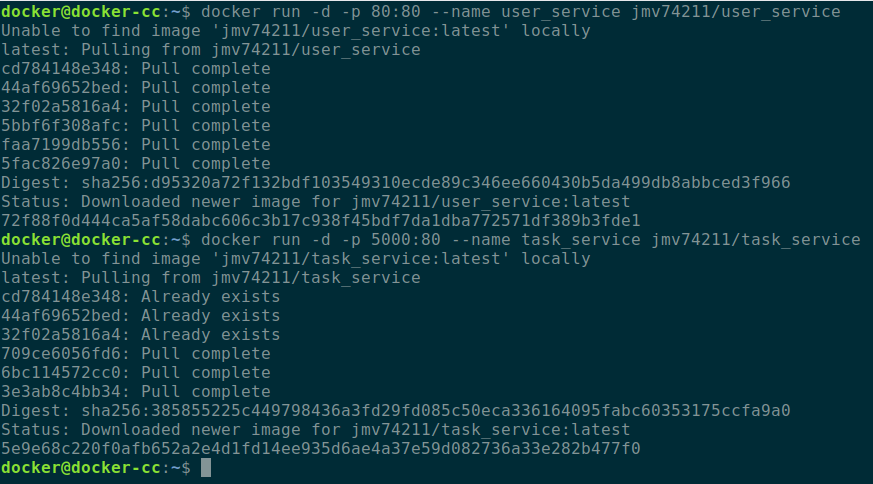 docker@docker-cc:~$ docker run -d -p 80:80 --name user_service jmv74211/user_service
Unable to find image 'jmv74211/user_service:latest' locally
latest: Pulling from jmv74211/user_service
cd784148e348: Pull complete
44af69652bed: Pull complete
32f02a5816a4: Pull complete
5bbf6f308afc: Pull complete
faa7199db556: Pull complete
5fac826e97a0: Pull complete
Digest: sha256:d95320a72f132bdf103549310ecde89c346ee660430b5da499db8abbced3f966
Status: Downloaded newer image for jmv74211/user_service:latest
72f88f0d444ca5af58dabc606c3b17c938f45bdf7da1dba772571df389b3fde1
docker@docker-cc:~$ docker run -d -p 5000:80 --name task_service jmv74211/task_service
Unable to find image 'jmv74211/task_service:latest' locally
latest: Pulling from jmv74211/task_service
cd784148e348: Already exists
44af69652bed: Already exists
32f02a5816a4: Already exists
709ce6056fd6: Pull complete
6bc114572cc0: Pull complete
3e3ab8c4bb34: Pull complete
Digest: sha256:385855225c449798436a3fd29fd085c50eca336164095fabc60353175ccfa9a0
Status: Downloaded newer image for jmv74211/task_service:latest
5e9e68c220f0afb652a2e4d1fd14ee935d6ae4a37e59d082736a33e282b477f0
docker@docker-cc:~$